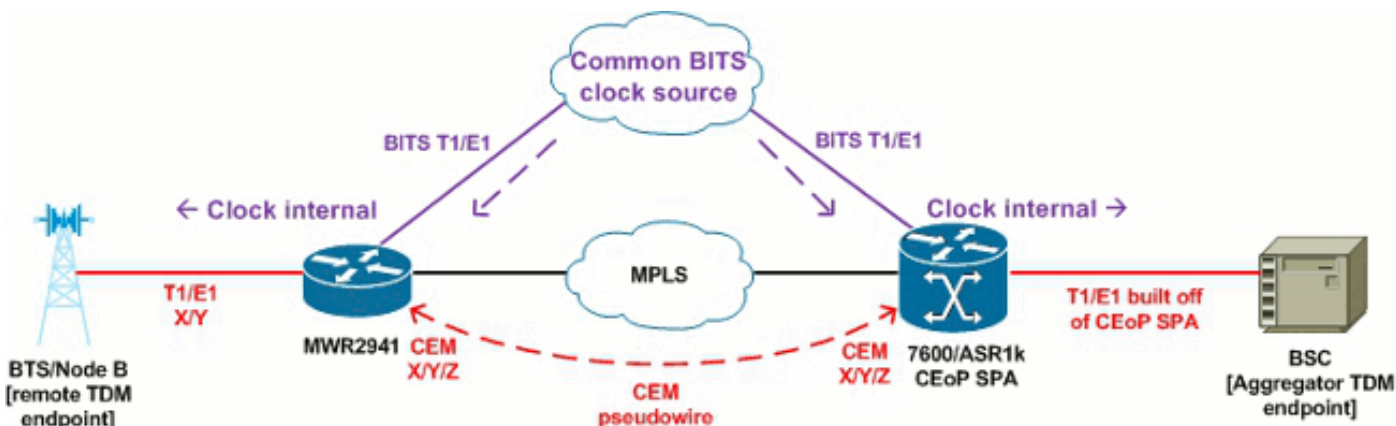 Common BITS
clock source
BITS T1/E1
BITS T1/E1
← Clock internal
Clock internal →
MPLS
T1/E1
X/Y
T1/E1 built off
of CEoP SPA
MWR2941
CEM
X/Y/Z
CEM
X/Y/Z
7600/ASR1k
CEoP SPA
BTS/Node B
[remote TDM
endpoint]
CEM
pseudowire
BSC
[Aggregator TDM
endpoint]